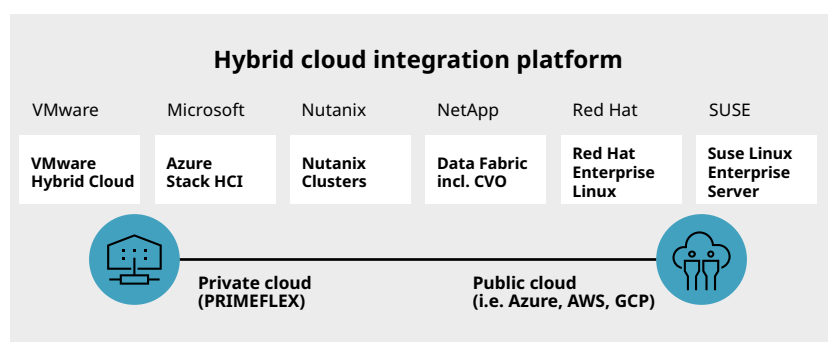 Hybrid cloud integration platform
VMware
Microsoft
Nutanix
NetApp
Red Hat
SUSE
VMware
Hybrid Cloud
Azure
Stack HCI
Nutanix
Clusters
Data Fabric
incl. CVO
Red Hat
Enterprise
Linux
Suse Linux
Enterprise
Server
Private cloud
(PRIMEFLEX)
Public cloud
(i.e. Azure, AWS, GCP)